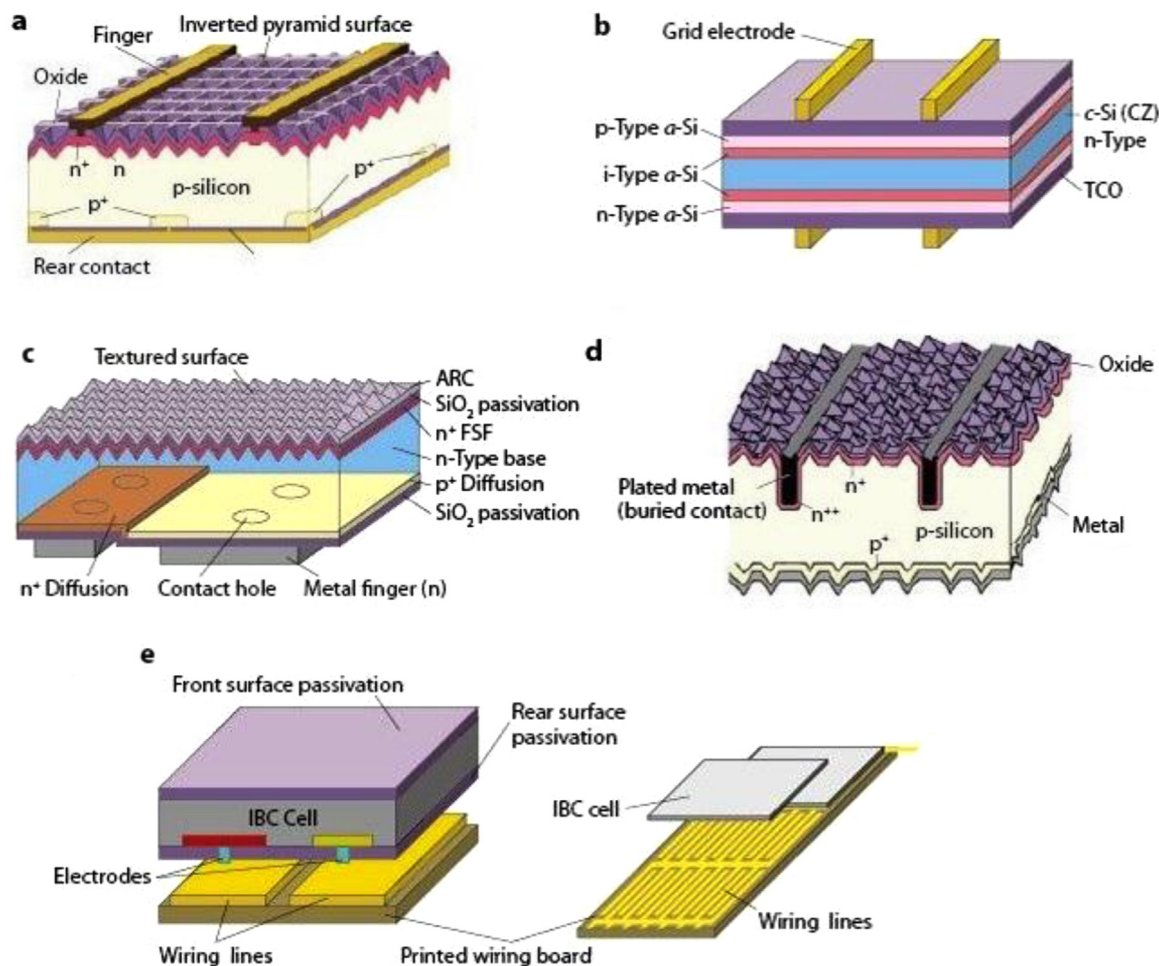 a
Inverted pyramid surface
Finger
Oxide
n+ n
p-silicon
p+
p+
Rear contact
b
Grid electrode
p-Type a-Si
i-Type a-Si
n-Type a-Si
c-Si (CZ)
n-Type
TCO
c
Textured surface
ARC
SiO2 passivation
n+ FSF
n-Type base
p+ Diffusion
SiO2 passivation
n+ Diffusion
Contact hole
Metal finger (n)
d
Oxide
Plated metal
(buried contact)
n+
n++
p-silicon
p+
Metal
e
Front surface passivation
Rear surface
passivation
IBC Cell
Electrodes
Wiring lines
Printed wiring board
IBC cell
Wiring lines